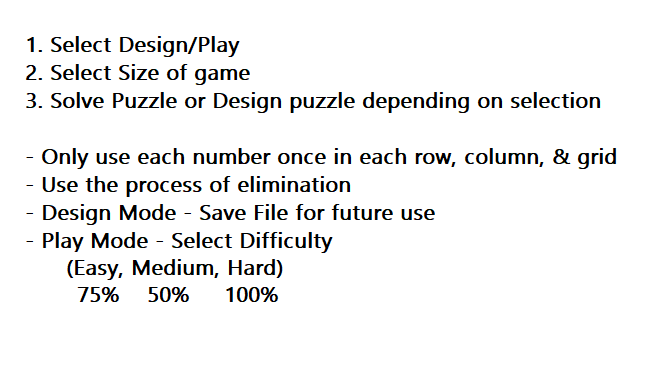 1. Select Design/Play
2. Select Size of game
3. Solve Puzzle or Design puzzle depending on selection
- Only use each number once in each row, column, & grid
- Use the process of elimination
- Design Mode - Save File for future use
- Play Mode - Select Difficulty
(Easy, Medium, Hard)
75% 50% 100%